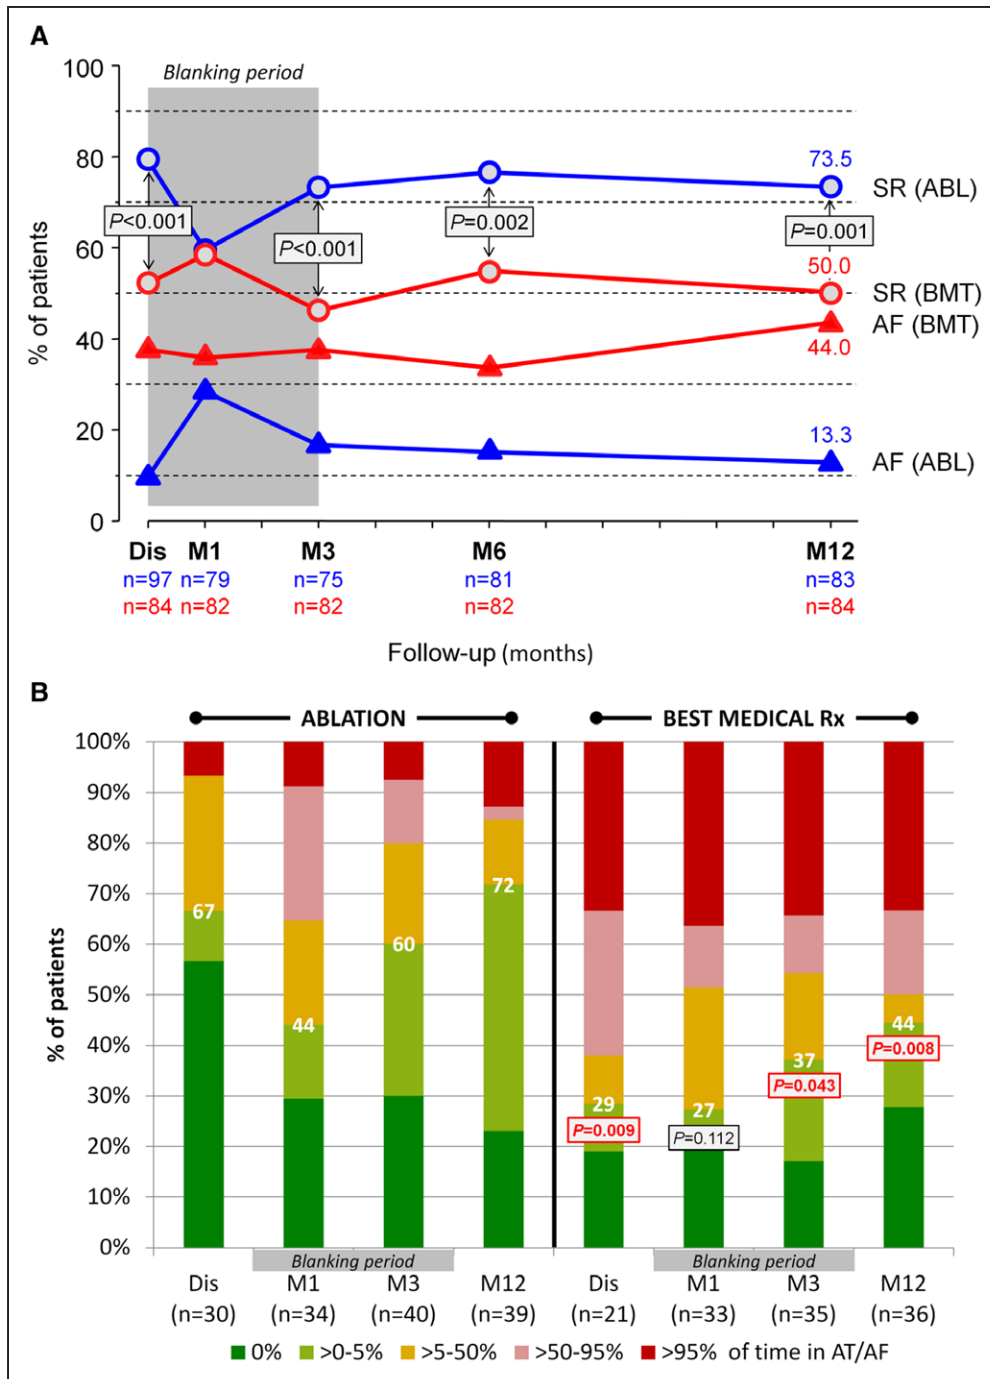 A
Blanking period
100
80
60
40
20
0
% of patients
P<0.001
P<0.001
P=0.002
P=0.001
73.5
50.0
44.0
13.3
SR (ABL)
SR (BMT)
AF (BMT)
AF (ABL)
Dis M1 M3 M6 M12
n=97 n=79 n=75 n=81 n=83
n=84 n=82 n=82 n=82 n=84
Follow-up (months)
B
ABLATION BEST MEDICAL Rx
100%
90%
80%
70%
60%
50%
40%
30%
20%
10%
0%
% of patients
67
44
60
72
29
P=0.009
27
P=0.112
37
P=0.043
44
P=0.008
Blanking period Blanking period
Dis M1 M3 M12 Dis M1 M3 M12
(n=30) (n=34) (n=40) (n=39) (n=21) (n=33) (n=35) (n=36)
0% >0-5% >5-50% >50-95% >95% of time in AT/AF